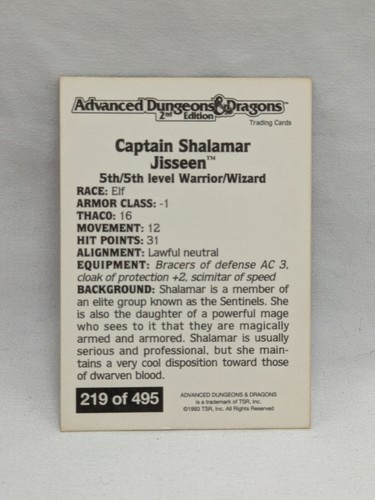 Advanced Dungeons & Dragons™
2nd Edition
Trading Cards
Captain Shalamar
Jisseen™
5th/5th level Warrior/Wizard
RACE: Elf
ARMOR CLASS: -1
THACO: 16
MOVEMENT: 12
HIT POINTS: 31
ALIGNMENT: Lawful neutral
EQUIPMENT: Bracers of defense AC 3,
cloak of protection +2, scimitar of speed
BACKGROUND: Shalamar is a member of
an elite group known as the Sentinels. She
is also the daughter of a powerful mage
who sees to it that they are magically
armed and armored. Shalamar is usually
serious and professional, but she main-
tains a very cool disposition toward those
of dwarven blood.
219 of 495
ADVANCED DUNGEONS & DRAGONS
is a trademark of TSR, Inc.
©1993 TSR, Inc. All Rights Reserved